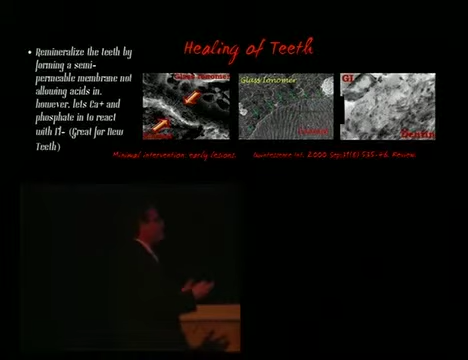 Healing of Teeth
• Remineralize the teeth by
forming a semi-
permeable membrane not
allowing acids in,
however, lets Ca+ and
phosphate in to react
with Fl- (Great for New
Teeth)
Glass Ionomer
Glass Ionomer
GI
Dentin
Minimal intervention early lesions.
Quintessence Int. 2000 Sep;31(8):535-46. Review